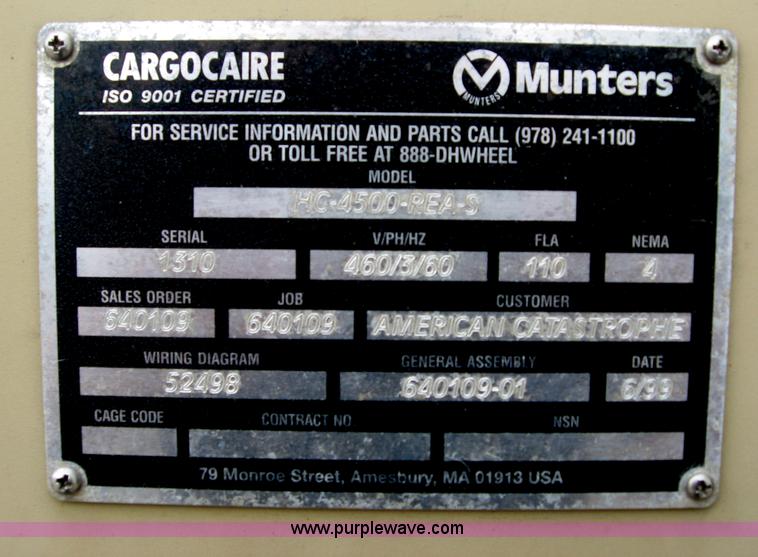 CARGOCAIRE
ISO 9001 CERTIFIED
MUNTERS
Munters
FOR SERVICE INFORMATION AND PARTS CALL (978) 241-1100
OR TOLL FREE AT 888-DHWHEEL
MODEL
HC-4500-REA-S
SERIAL V/PH/HZ FLA NEMA
1310 460/3/60 110 4
SALES ORDER JOB CUSTOMER
640109 640109 AMERICAN CATASTROPHE
WIRING DIAGRAM GENERAL ASSEMBLY DATE
52498 640109-01 6/99
CAGE CODE CONTRACT NO NSN
79 Monroe Street, Amesbury, MA 01913 USA
www.purplewave.com